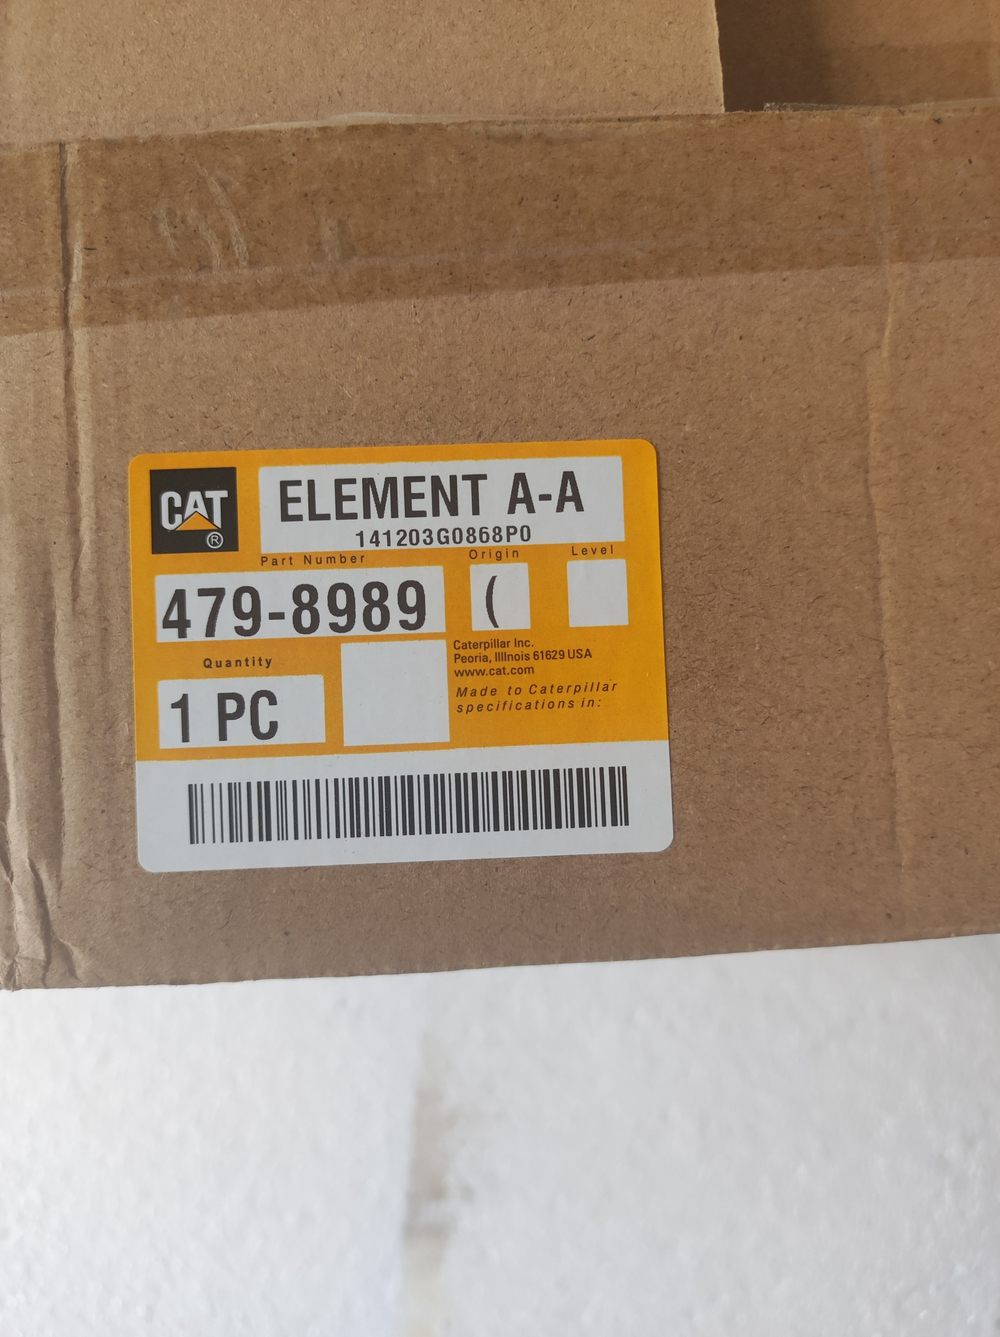 CAT
®
ELEMENT A-A
141203G0868P0
Part Number
Origin
Level
479-8989
(
Quantity
1 PC
Caterpillar Inc.
Peoria, Illlnois 61629 USA
www.cat.com
Made to Caterpillar
specifications in: